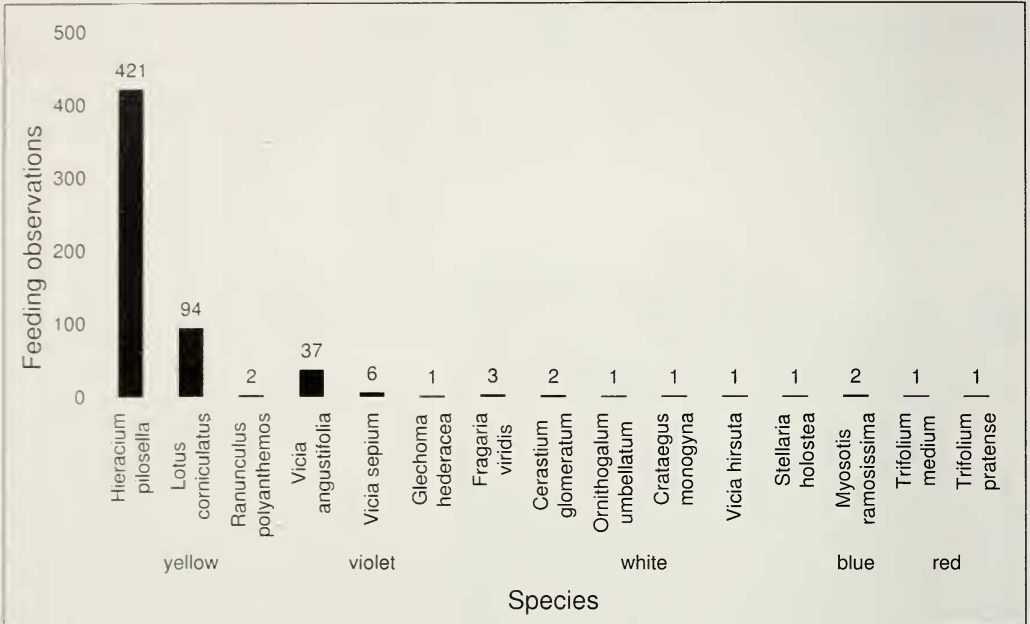 Feeding observations
500
400
300
200
100
0
421
94
2
37
6
1
3
2
1
1
1
1
2
1
1
Hieracium
pilosella
Lotus
corniculatus
Ranunculus
polyanthemos
Vicia
angustifolia
Vicia sepium
Glechoma
hederacea
Fragaria
viridis
Cerastium
glomeratum
Ornithogalum
umbellatum
Crataegus
monogyna
Vicia hirsuta
Stellaria
holostea
Myosotis
ramosissima
Trifolium
medium
Trifolium
pratense
yellow
violet
white
blue
red
Species